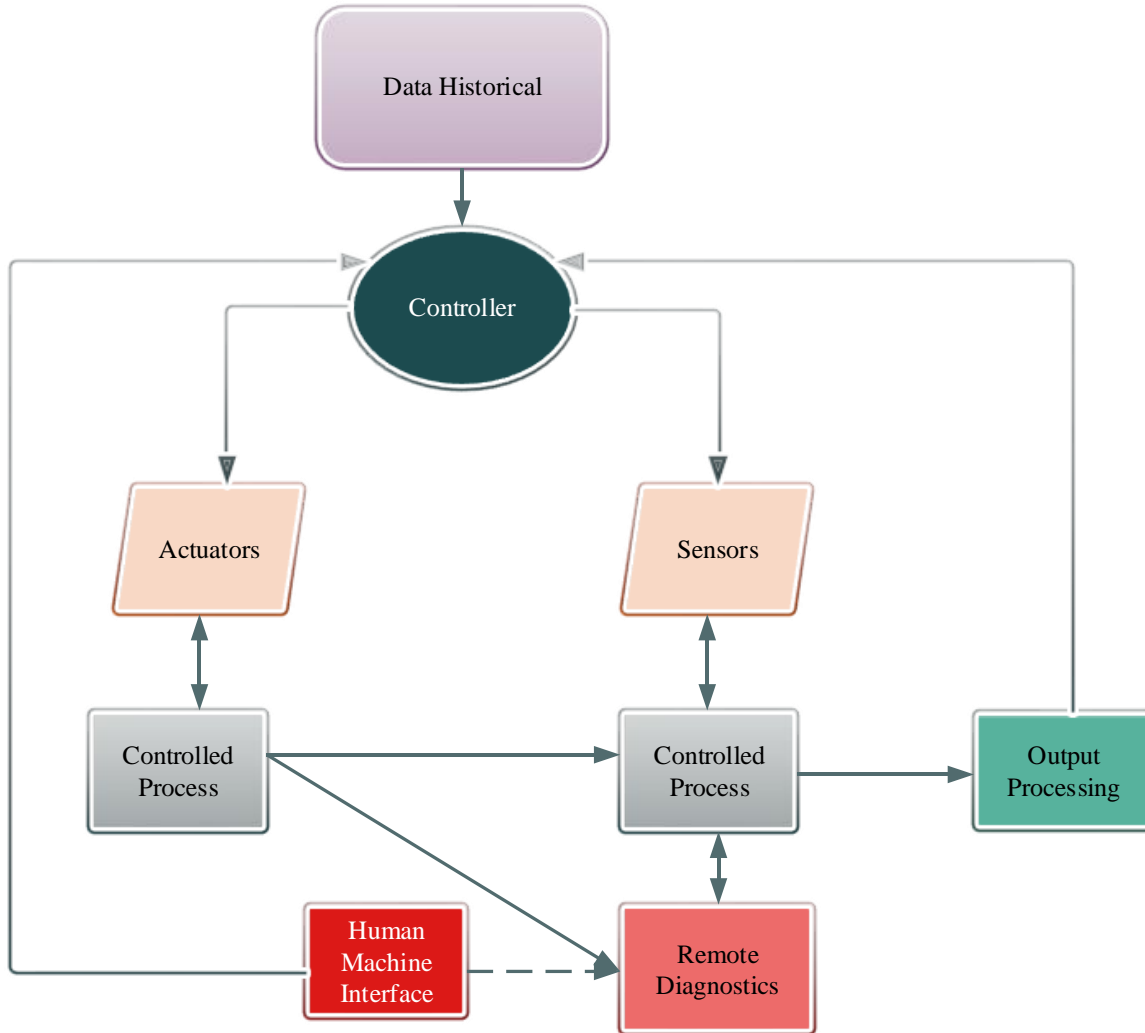 Data Historical
Controller
Actuators
Sensors
Controlled
Process
Controlled
Process
Output
Processing
Human
Machine
Interface
Remote
Diagnostics